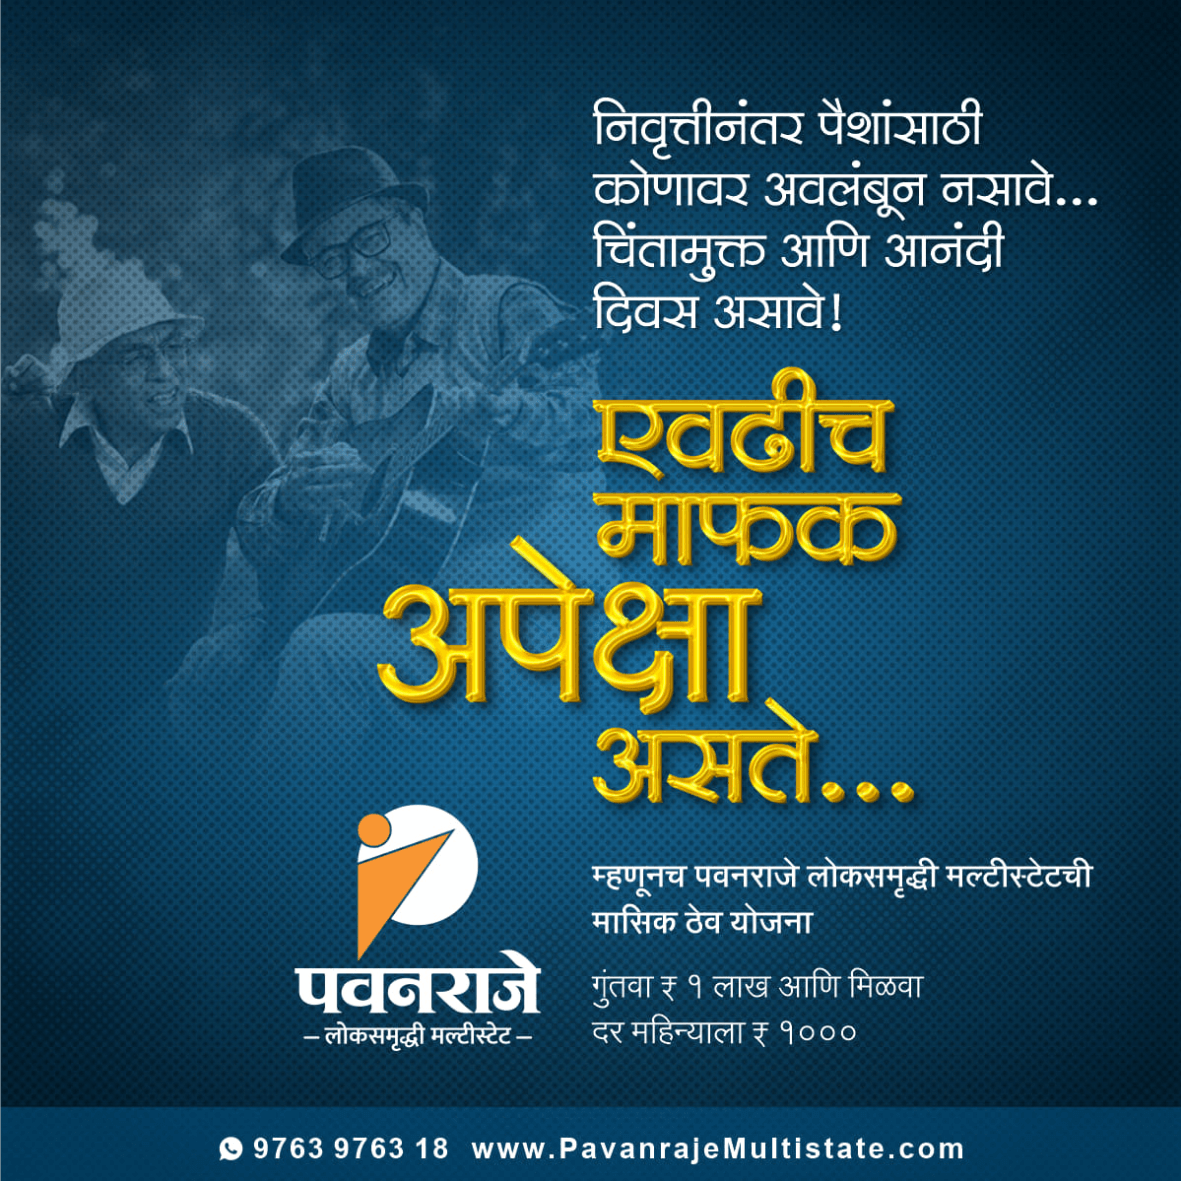 निवृत्तीनंतर पैशांसाठी
कोणावर अवलंबून नसावे...
चिंतामुक्त आणि आनंदी
दिवस असावे!
एवढीच
माफक
अपेक्षा
असते...
म्हणूनच पवनराजे लोकसमृद्धी मल्टीस्टेटची
मासिक ठेव योजना
गुंतवा ₹ १ लाख आणि मिळवा
दर महिन्याला ₹ १०००
पवनराजे
– लोकसमृद्धी मल्टीस्टेट –
9763 9763 18 www.PavanrajeMultistate.com